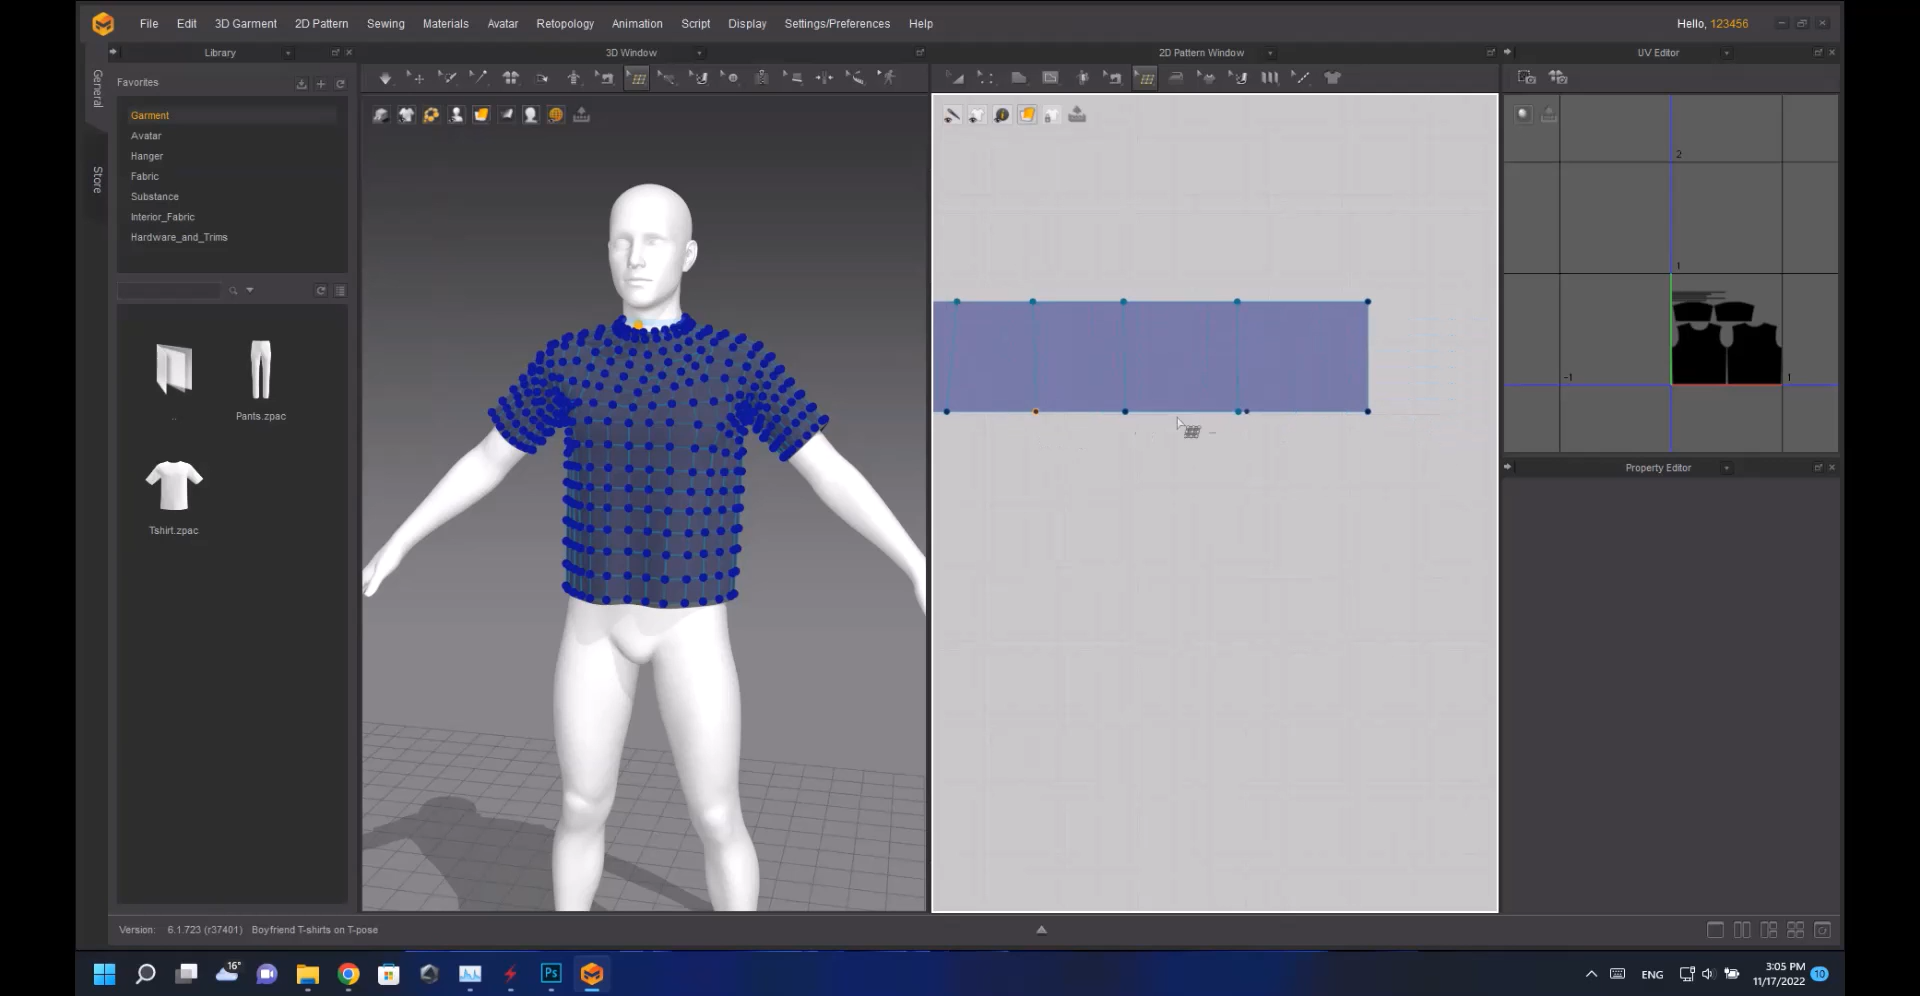 File Edit 3D Garment 2D Pattern Sewing Materials Avatar Retopology Animation Script Display Settings/Preferences Help Hello, 123456
Library 3D Window 2D Pattern Window UV Editor
General
Store
Favorites
Garment
Avatar
Hanger
Fabric
Substance
Interior_Fabric
Hardware_and_Trims
..
Pants.zpac
Tshirt.zpac
2
1
-1
1
Property Editor
Version: 6.1.723 (r37401) Boyfriend T-shirts on T-pose
16°
Ps
ENG
3:05 PM
11/17/2022
10